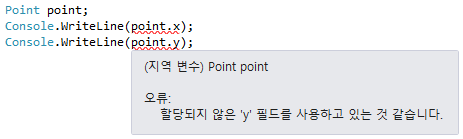 Point point;
Console.WriteLine(point.x);
Console.WriteLine(point.y);
(지역 변수) Point point
오류:
할당되지 않은 'y' 필드를 사용하고 있는 것 같습니다.